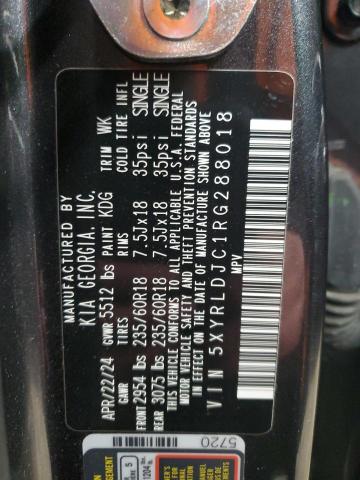 MANUFACTURED BY
KIA GEORGIA, INC.
APR/22/24 GVWR 5512 lbs PAINT KDG TRIM WK
GAWR TIRES RIMS COLD TIRE INFL
FRONT 2954 lbs 235/60R18 7.5Jx18 35psi SINGLE
REAR 3075 lbs 235/60R18 7.5Jx18 35psi SINGLE
THIS VEHICLE CONFORMS TO ALL APPLICABLE U.S.A. FEDERAL
MOTOR VEHICLE SAFETY AND THEFT PREVENTION STANDARDS
IN EFFECT ON THE DATE OF MANUFACTURE SHOWN ABOVE
VIN 5XYRLDJC1RG288018
MPV
5720